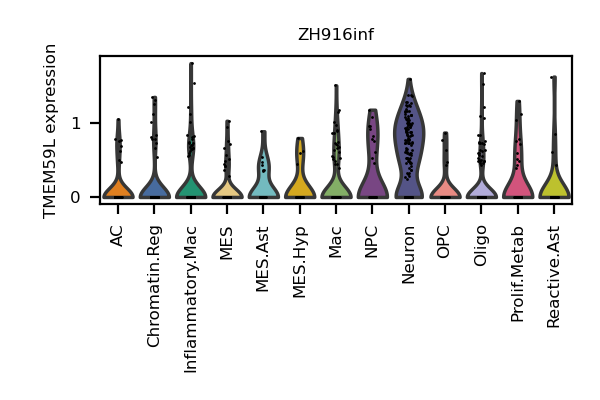 ZH916inf
TMEM59L expression
1
0
AC
Chromatin.Reg
Inflammatory.Mac
MES
MES.Ast
MES.Hyp
Mac
NPC
Neuron
OPC
Oligo
Prolif.Metab
Reactive.Ast